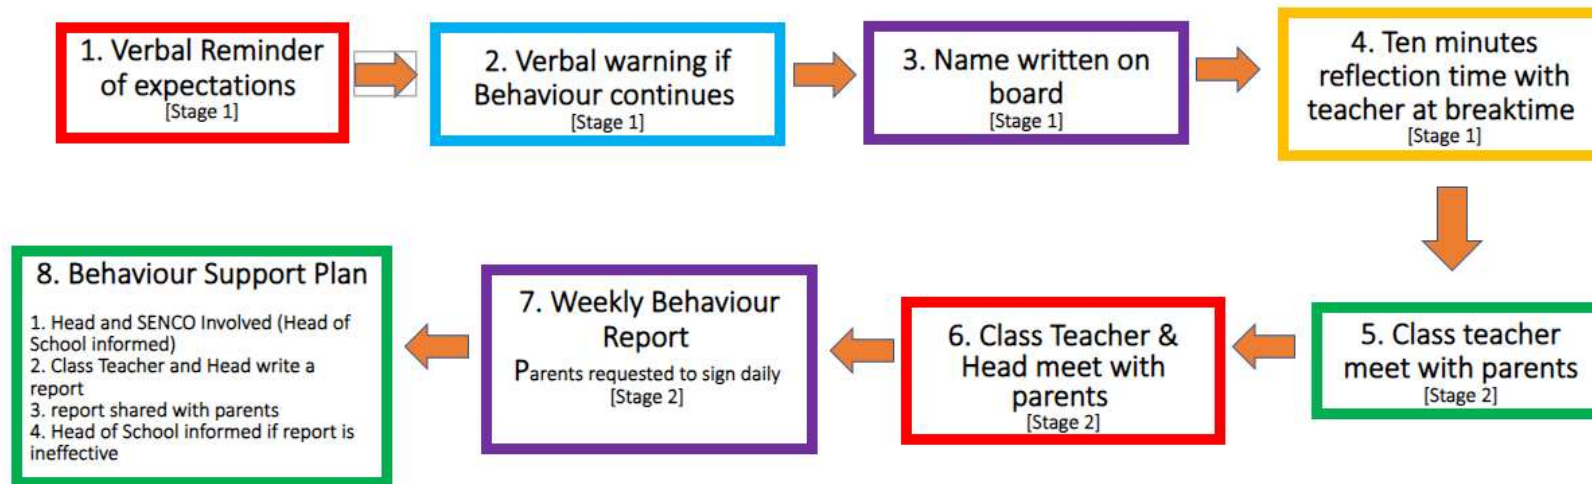 1. Verbal Reminder
of expectations
[Stage 1]
2. Verbal warning if
Behaviour continues
[Stage 1]
3. Name written on
board
[Stage 1]
4. Ten minutes
reflection time with
teacher at breaktime
[Stage 1]
5. Class teacher
meet with parents
[Stage 2]
6. Class Teacher &
Head meet with
parents
[Stage 2]
7. Weekly Behaviour
Report
Parents requested to sign daily
[Stage 2]
8. Behaviour Support Plan
1. Head and SENCO Involved (Head of
School informed)
2. Class Teacher and Head write a
report
3. report shared with parents
4. Head of School informed if report is
ineffective